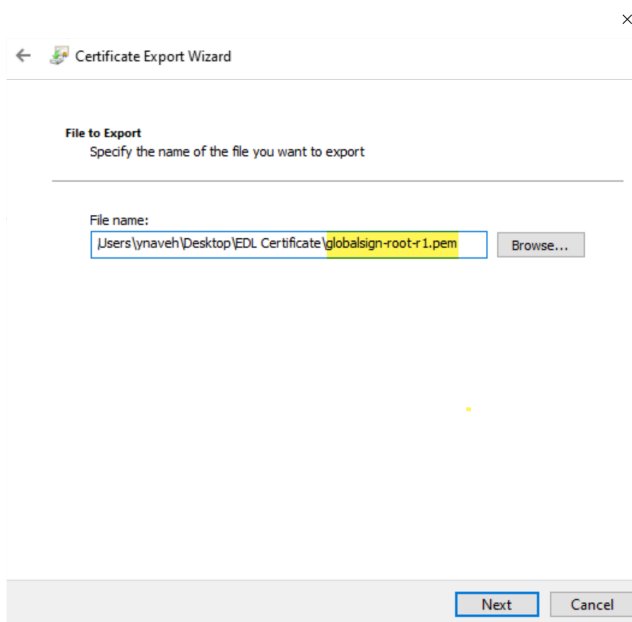 Certificate Export Wizard
File to Export
Specify the name of the file you want to export
File name:
Users\ynaveh\Desktop\EDL Certificate\globalsign-root-r1.pem
Browse...
Next
Cancel